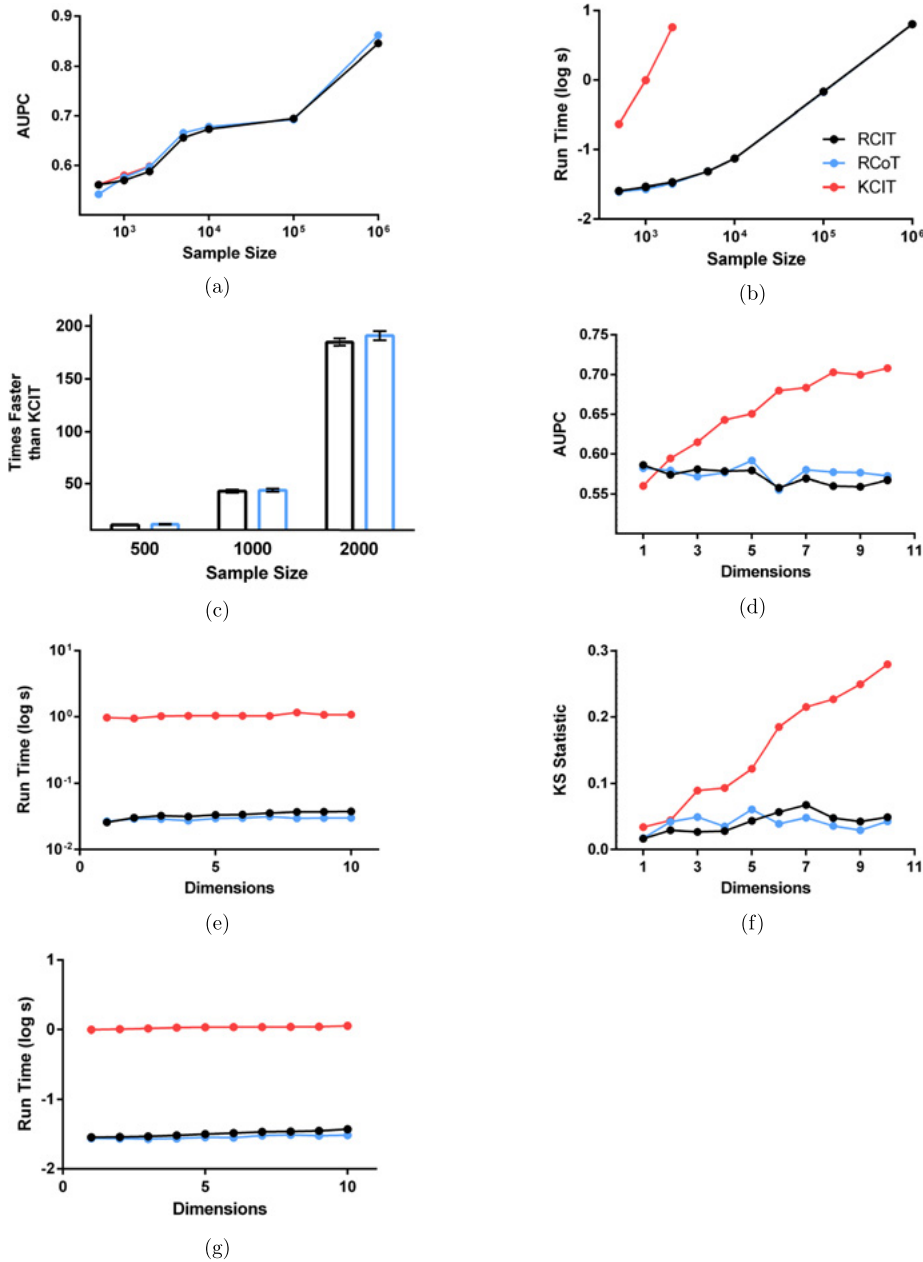 0.9
0.8
0.7
0.6
AUPC
10³
10⁴
10⁵
10⁶
Sample Size
(a)
1
0
-1
-2
Run Time (log s)
RCIT
RCoT
KCIT
10³
10⁴
10⁵
10⁶
Sample Size
(b)
200
150
100
50
Times Faster
than KCIT
500
1000
2000
Sample Size
(c)
0.75
0.70
0.65
0.60
0.55
AUPC
1
3
5
7
9
11
Dimensions
(d)
10¹
10⁰
10⁻¹
10⁻²
Run Time (log s)
0
5
10
Dimensions
(e)
0.3
0.2
0.1
0.0
KS Statistic
1
3
5
7
9
11
Dimensions
(f)
1
0
-1
-2
Run Time (log s)
0
5
10
Dimensions
(g)